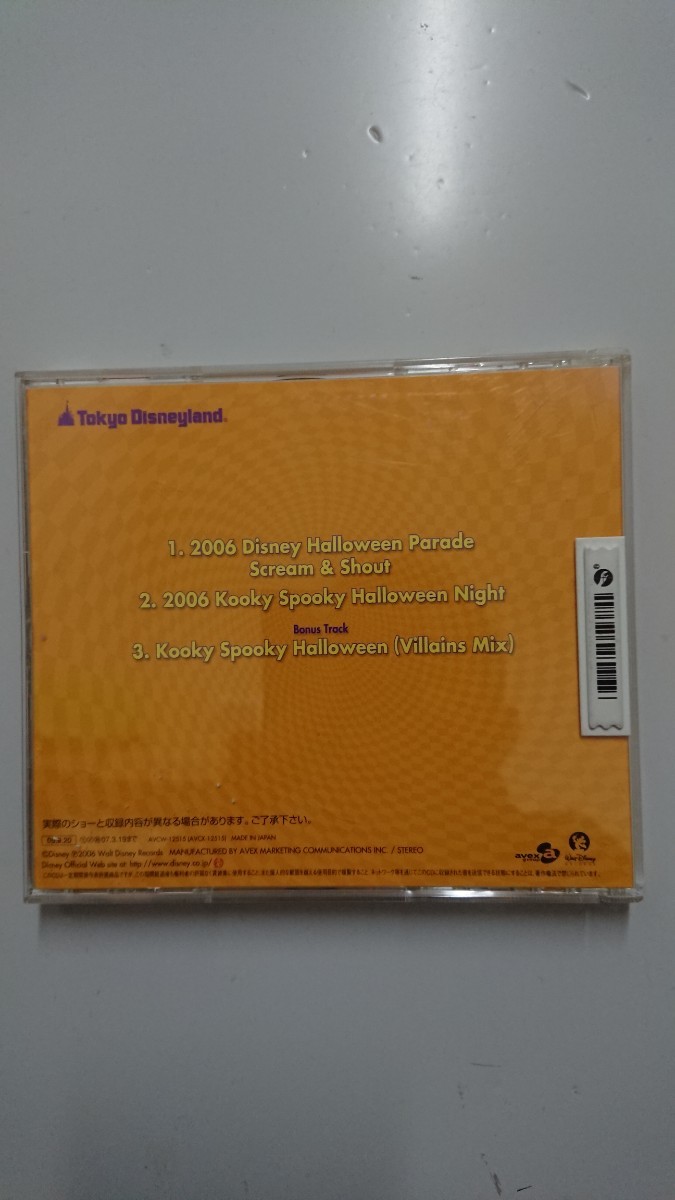 Tokyo Disneyland®
1. 2006 Disney Halloween Parade
Scream & Shout
2. 2006 Kooky Spooky Halloween Night
Bonus Track
3. Kooky Spooky Halloween (Villains Mix)
実際のショーと収録内容が異なる場合があります。ご了承下さい。
MADE IN JAPAN
©Disney ℗2006 Walt Disney Records MANUFACTURED BY AVEX MARKETING COMMUNICATIONS INC. / STEREO
Disney Official Web site at: http://www.disney.co.jp/
avex
Walt Disney